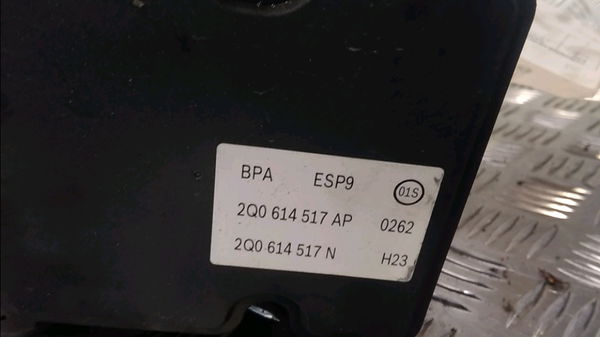 BPA ESP9 01S
2Q0 614 517 AP 0262
2Q0 614 517 N H23